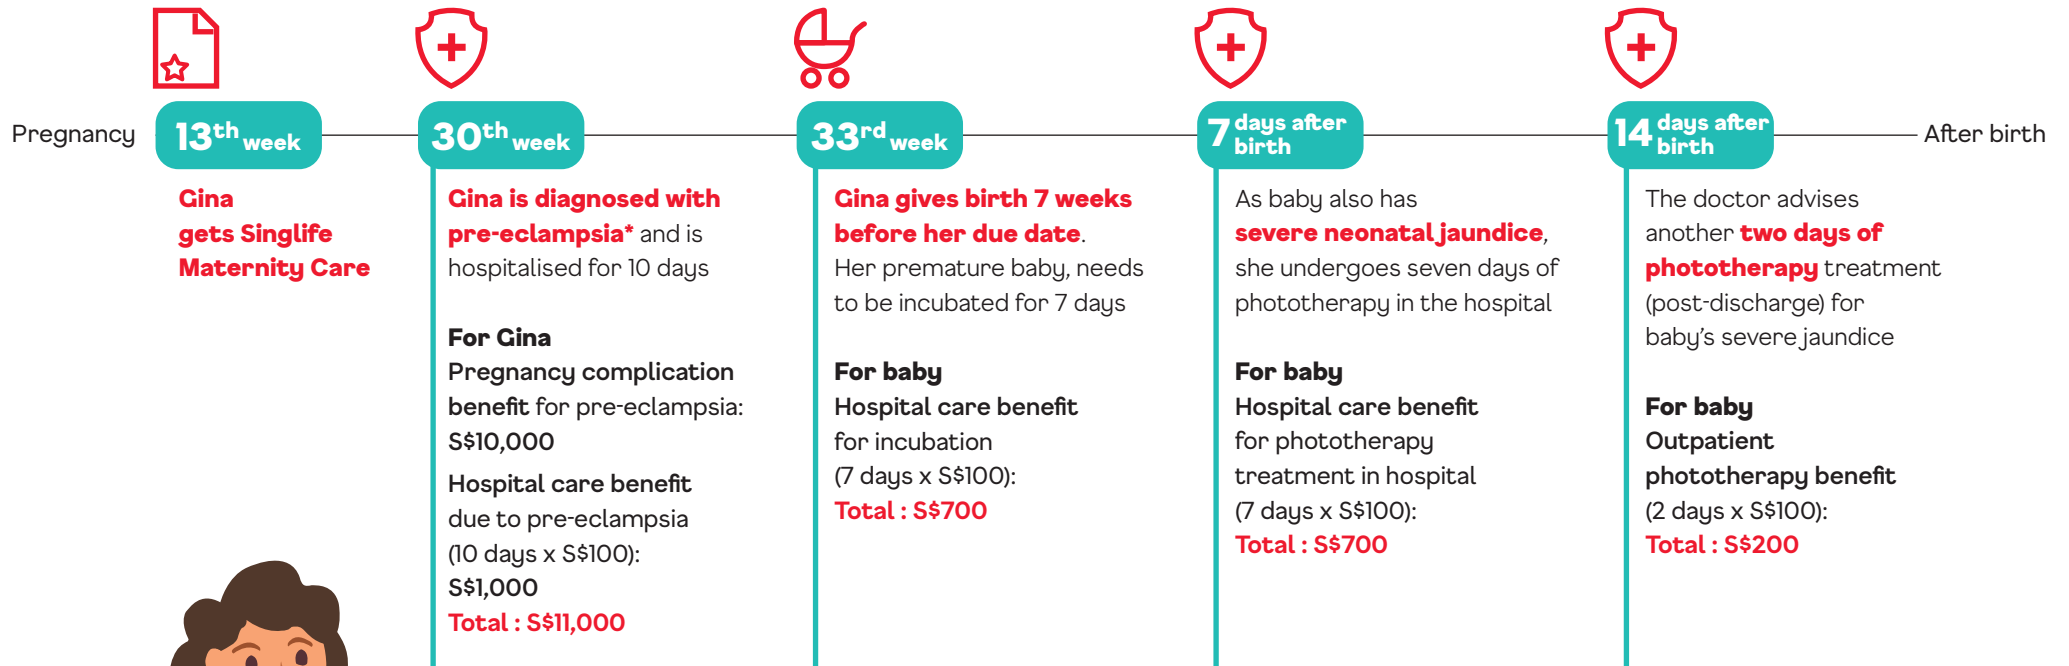 Pregnancy
13th week
Gina
gets Singlife
Maternity Care
30th week
Gina is diagnosed with
pre-eclampsia* and is
hospitalised for 10 days
For Gina
Pregnancy complication
benefit for pre-eclampsia:
S$10,000
Hospital care benefit
due to pre-eclampsia
(10 days x S$100):
S$1,000
Total : S$11,000
33rd week
Gina gives birth 7 weeks
before her due date.
Her premature baby, needs
to be incubated for 7 days
For baby
Hospital care benefit
for incubation
(7 days x S$100):
Total : S$700
7 days after
birth
As baby also has
severe neonatal jaundice,
she undergoes seven days of
phototherapy in the hospital
For baby
Hospital care benefit
for phototherapy
treatment in hospital
(7 days x S$100):
Total : S$700
14 days after
birth
The doctor advises
another two days of
phototherapy treatment
(post-discharge) for
baby's severe jaundice
For baby
Outpatient
phototherapy benefit
(2 days x S$100):
Total : S$200
After birth